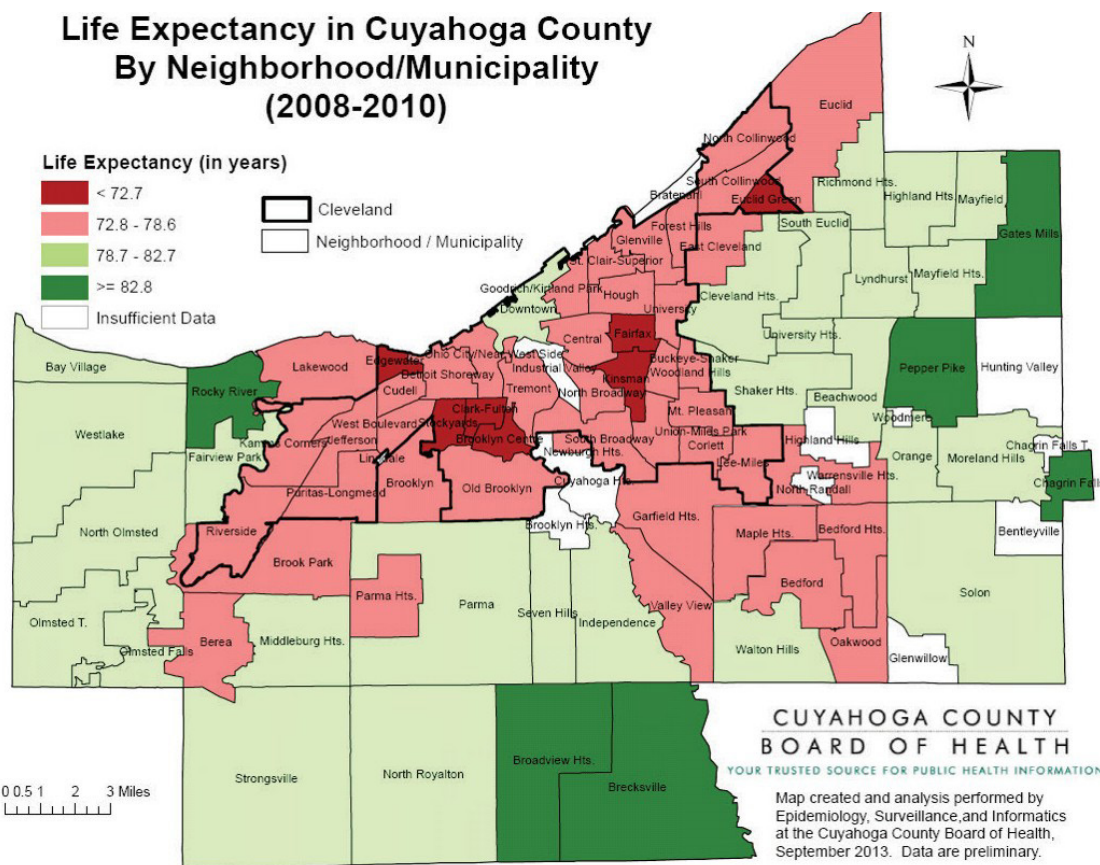 Life Expectancy in Cuyahoga County
By Neighborhood/Municipality
(2008-2010)
N
Life Expectancy (in years)
< 72.7
72.8 - 78.6
78.7 - 82.7
>= 82.8
Insufficient Data
Cleveland
Neighborhood / Municipality
Euclid
North Collinwood
South Collinwood
Bratenahl
Euclid Green
Richmond Hts.
Highland Hts.
Mayfield
Gates Mills
Forest Hills
Glenville
East Cleveland
South Euclid
St. Clair-Superior
Lyndhurst
Mayfield Hts.
Goodrich/Kirtland Park
Downtown
Hough
University
Cleveland Hts.
University Hts.
Fairfax
Central
Ohio City/Near West Side
Industrial Valley
Edgewater
Detroit Shoreway
Cudell
Tremont
Kinsman
North Broadway
Buckeye-Shaker
Woodland Hills
Shaker Hts.
Beachwood
Pepper Pike
Hunting Valley
Bay Village
Rocky River
Lakewood
Westlake
Kamms Corners
Fairview Park
West Boulevard
Jefferson
Clark-Fulton
Stockyards
Brooklyn Centre
Mt. Pleasan
Union-Miles Park
Corlett
South Broadway
Newburgh Hts.
Lee-Miles
Highland Hills
Woodmere
Orange
Moreland Hills
Chagrin Falls T.
Chagrin Fall
Linndale
Puritas-Longmead
Brooklyn
Old Brooklyn
Cuyahoga Hts.
Brooklyn Hts.
Garfield Hts.
Warrensville Hts.
North Randall
Maple Hts.
Bedford Hts.
Bentleyville
North Olmsted
Riverside
Brook Park
Parma Hts.
Parma
Seven Hills
Independence
Valley View
Bedford
Solon
Olmsted T.
Olmsted Falls
Berea
Middleburg Hts.
Walton Hills
Oakwood
Glenwillow
Strongsville
North Royalton
Broadview Hts.
Brecksville
0 0.5 1 2 3 Miles
CUYAHOGA COUNTY
BOARD OF HEALTH
YOUR TRUSTED SOURCE FOR PUBLIC HEALTH INFORMATION
Map created and analysis performed by
Epidemiology, Surveillance,and Informatics
at the Cuyahoga County Board of Health,
September 2013. Data are preliminary.